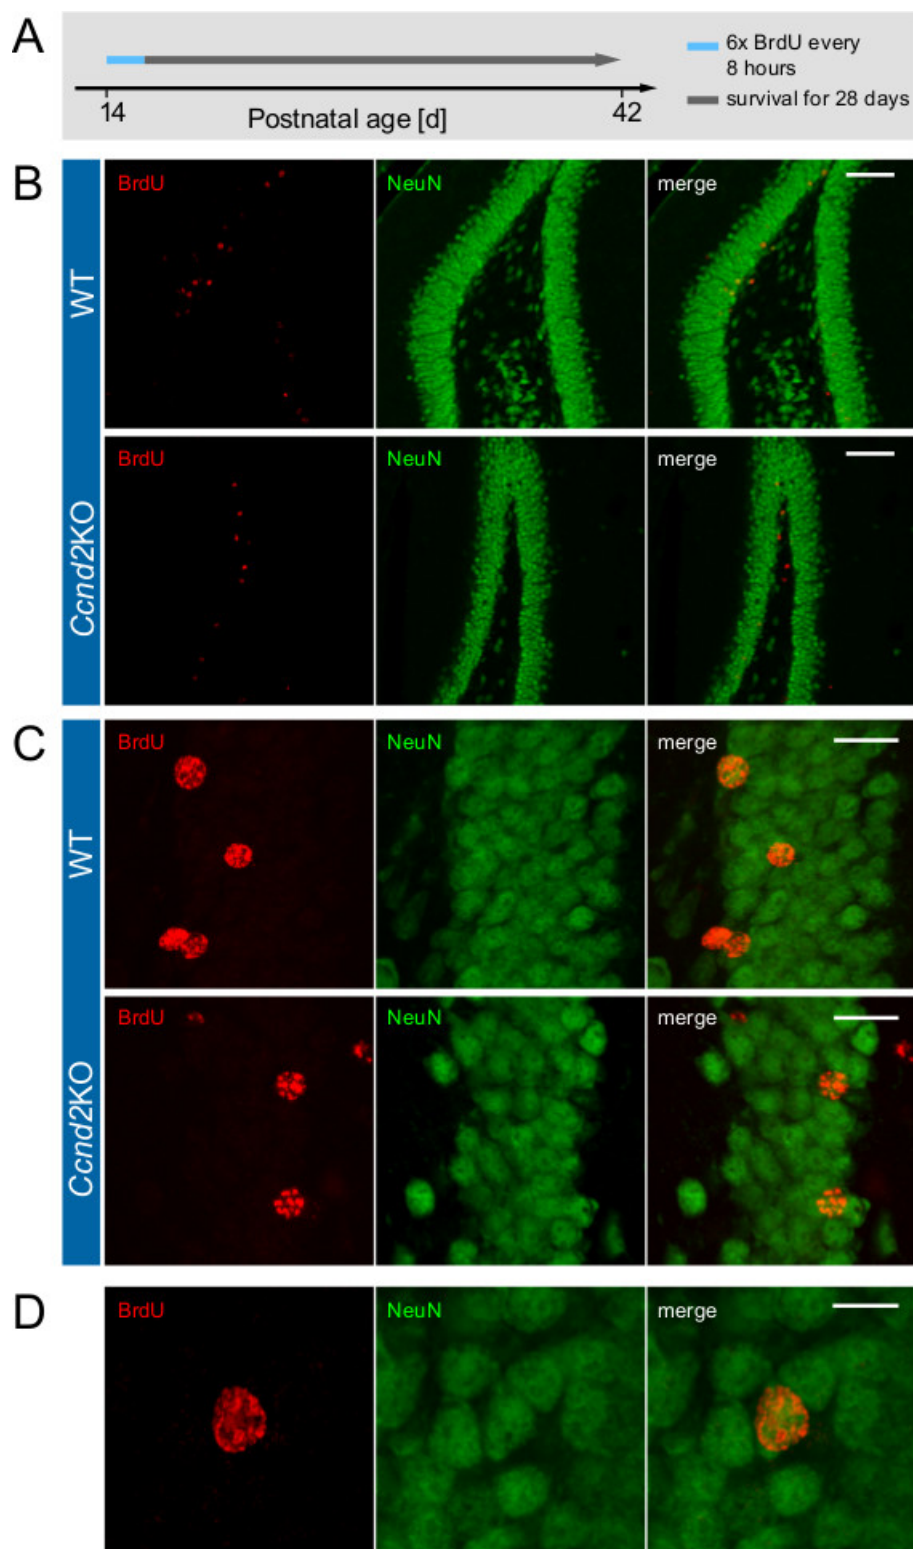 A
6x BrdU every
8 hours
survival for 28 days
14
Postnatal age [d]
42
B
WT
BrdU
NeuN
merge
Ccnd2KO
BrdU
NeuN
merge
C
WT
BrdU
NeuN
merge
Ccnd2KO
BrdU
NeuN
merge
D
BrdU
NeuN
merge